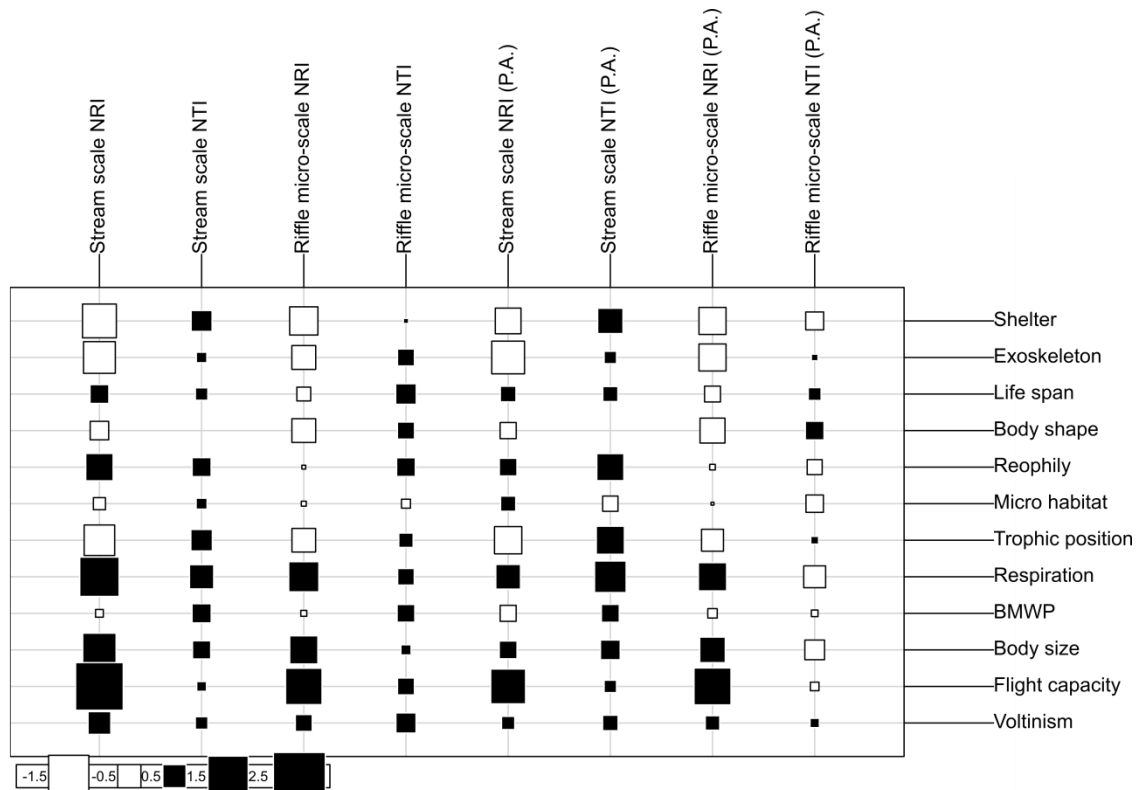 Stream scale NRI
Stream scale NTI
Riffle micro-scale NRI
Riffle micro-scale NTI
Stream scale NRI (P.A.)
Stream scale NTI (P.A.)
Riffle micro-scale NRI (P.A.)
Riffle micro-scale NTI (P.A.)
Shelter
Exoskeleton
Life span
Body shape
Reophily
Micro habitat
Trophic position
Respiration
BMWP
Body size
Flight capacity
Voltinism
-1.5 -0.5 0.5 1.5 2.5